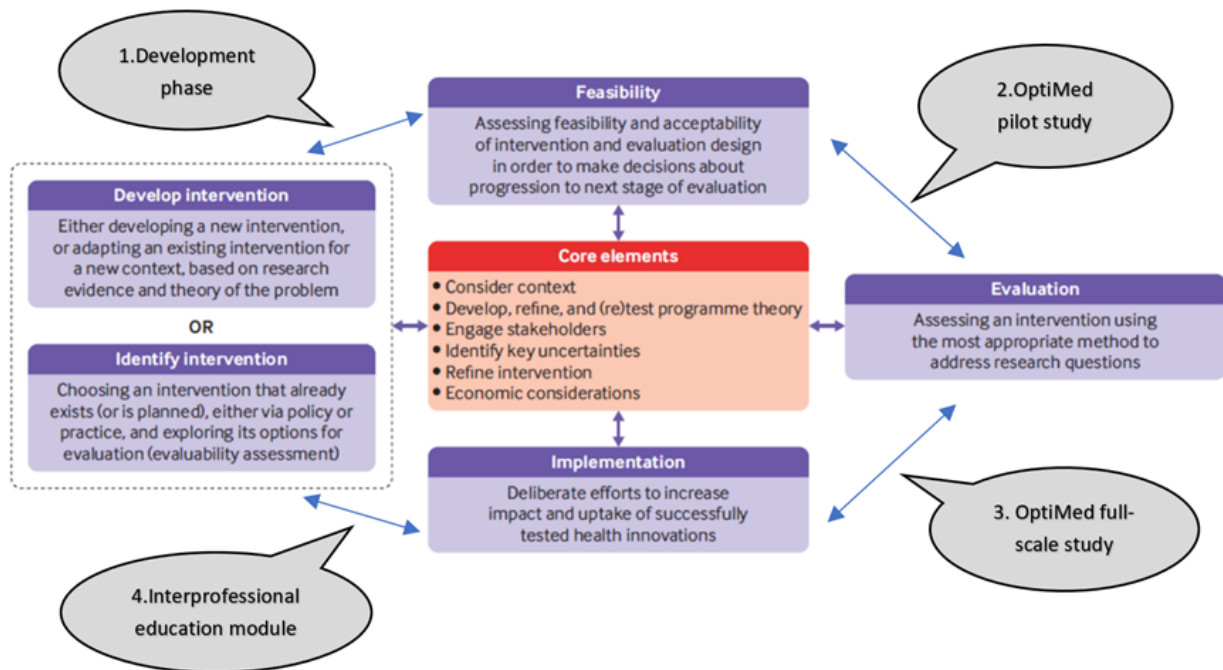 1.Development
phase
Feasibility
Assessing feasibility and acceptability
of intervention and evaluation design
in order to make decisions about
progression to next stage of evaluation
2.OptiMed
pilot study
Develop intervention
Either developing a new intervention,
or adapting an existing intervention for
a new context, based on research
evidence and theory of the problem
OR
Identify intervention
Choosing an intervention that already
exists (or is planned), either via policy or
practice, and exploring its options for
evaluation (evaluability assessment)
Core elements
• Consider context
• Develop, refine, and (re)test programme theory
• Engage stakeholders
• Identify key uncertainties
• Refine intervention
• Economic considerations
Evaluation
Assessing an intervention using
the most appropriate method to
address research questions
Implementation
Deliberate efforts to increase
impact and uptake of successfully
tested health innovations
3. OptiMed full-
scale study
4.Interprofessional
education module